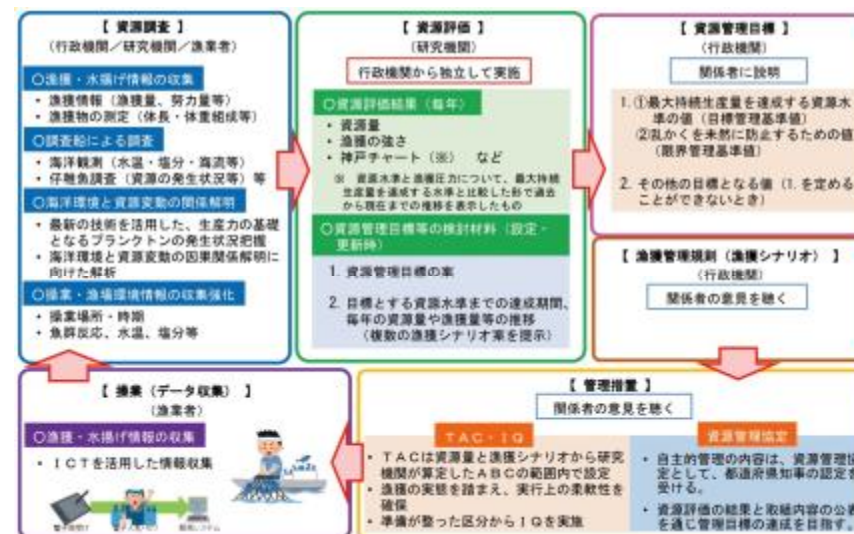 【 資源調査 】
(行政機関/研究機関/漁業者)
〇漁獲・水揚げ情報の収集
・ 漁獲情報(漁獲量、努力量等)
・ 漁獲物の測定(体長・体重組成等)
〇調査船による調査
・ 海洋観測(水温・塩分・海流等)
・ 仔稚魚調査(資源の発生状況等)等
〇海洋環境と資源変動の関係解明
・ 最新の技術を活用した、生産力の基礎
となるプランクトンの発生状況把握
・ 海洋環境と資源変動の因果関係解明に
向けた解析
〇操業・漁場環境情報の収集強化
・ 操業場所・時期
・ 魚群反応、水温、塩分等
【 資源評価 】
(研究機関)
行政機関から独立して実施
〇資源評価結果(毎年)
・ 資源量
・ 漁獲の強さ
・ 神戸チャート(※) など
※ 資源水準と漁獲圧力について、最大持続
生産量を達成する水準と比較した形で過去
から現在までの推移を表示したもの
〇資源管理目標等の検討材料(設定・
更新時)
1. 資源管理目標の案
2. 目標とする資源水準までの達成期間、
毎年の資源量や漁獲量等の推移
(複数の漁獲シナリオ案を提示)
【 資源管理目標 】
(行政機関)
関係者に説明
1. ①最大持続生産量を達成する資源水
準の値(目標管理基準値)
②乱かくを未然に防止するための値
(限界管理基準値)
2. その他の目標となる値(1. を定める
ことができないとき)
【 漁獲管理規則(漁獲シナリオ) 】
(行政機関)
関係者の意見を聴く
【 管理措置 】
関係者の意見を聴く
TAC・IQ
・ TACは資源量と漁獲シナリオから研究
機関が算定したABCの範囲内で設定
・ 漁獲の実態を踏まえ、実行上の柔軟性を
確保
・ 準備が整った区分からIQを実施
資源管理協定
・ 自主的管理の内容は、資源管理協
定として、都道府県知事の認定を
受ける。
・ 資源評価の結果と取組内容の公表
を通じ管理目標の達成を目指す。
【 操業(データ収集) 】
(漁業者)
〇漁獲・水揚げ情報の収集
・ ICTを活用した情報収集